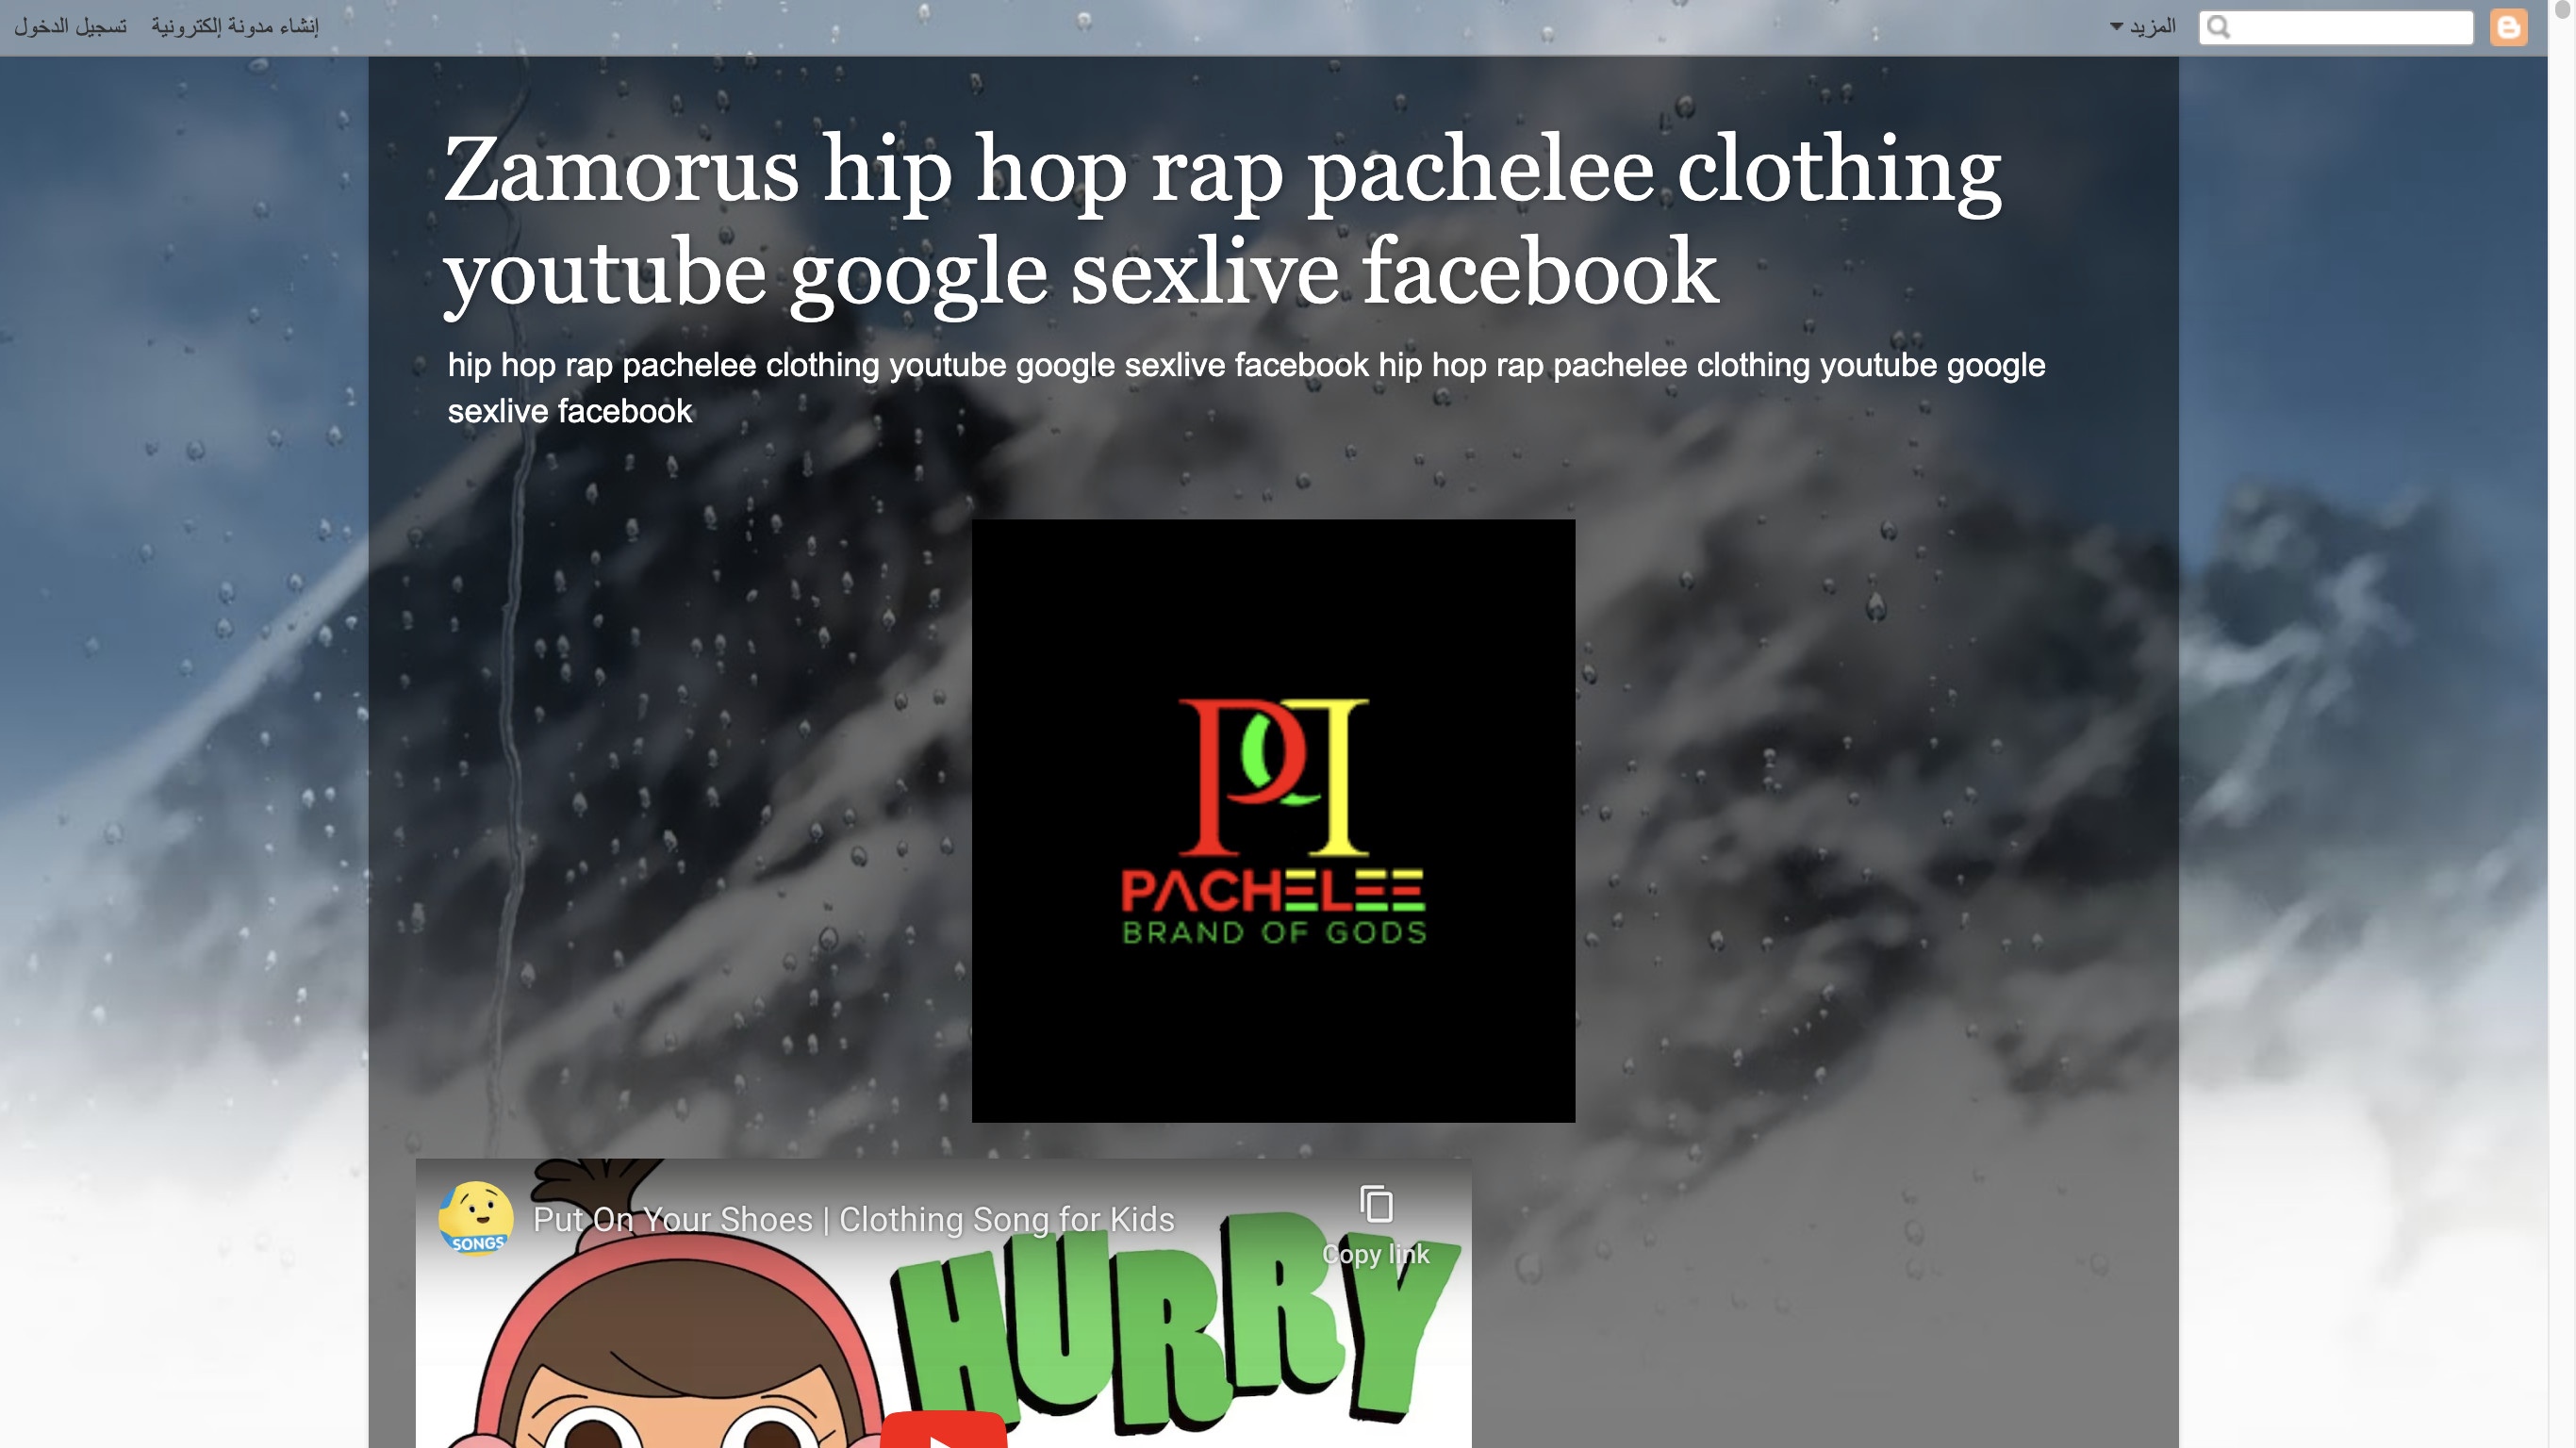 تسجيل الدخول إنشاء مدونة إلكترونية المزيد
Zamorus hip hop rap pachelee clothing
youtube google sexlive facebook
hip hop rap pachelee clothing youtube google sexlive facebook hip hop rap pachelee clothing youtube google
sexlive facebook
PACHELEE
BRAND OF GODS
SONGS
Put On Your Shoes | Clothing Song for Kids
Copy link
HURRY